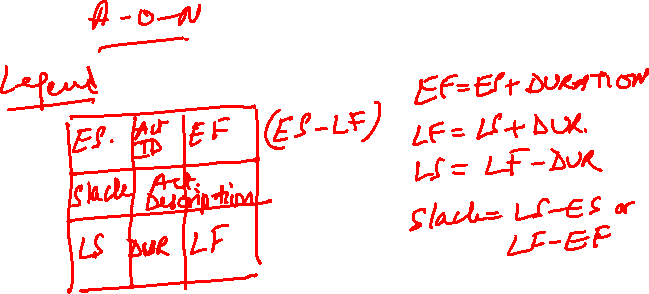 A-O-N
Legend
ES. Act ID EF (ES-LF)
Slack Act Description
LS DUR LF
EF=ES+DURATION
LF=LS+DUR.
LS=LF-DUR
Slack=LS-ES or
LF-EF